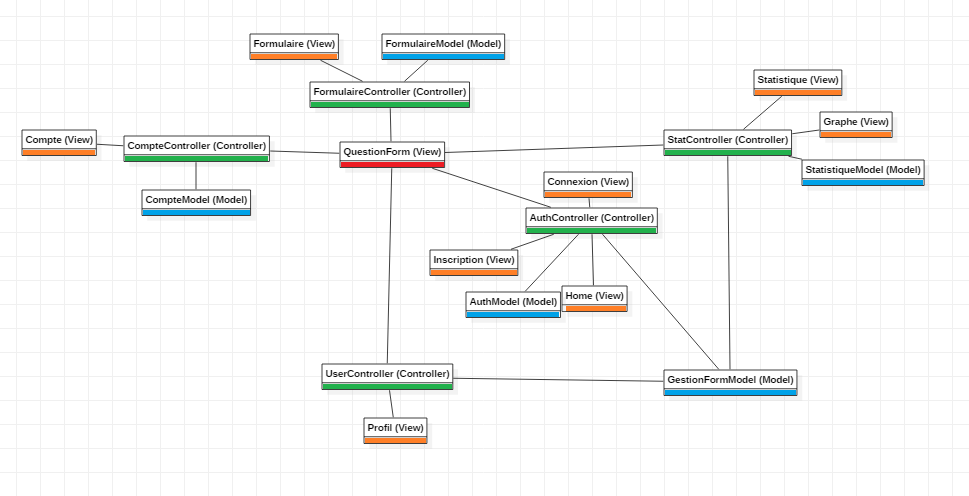 Formulaire (View)
FormulaireModel (Model)
Statistique (View)
FormulaireController (Controller)
Graphe (View)
Compte (View)
CompteController (Controller)
QuestionForm (View)
StatController (Controller)
StatistiqueModel (Model)
Connexion (View)
CompteModel (Model)
AuthController (Controller)
Inscription (View)
AuthModel (Model)
Home (View)
UserController (Controller)
GestionFormModel (Model)
Profil (View)